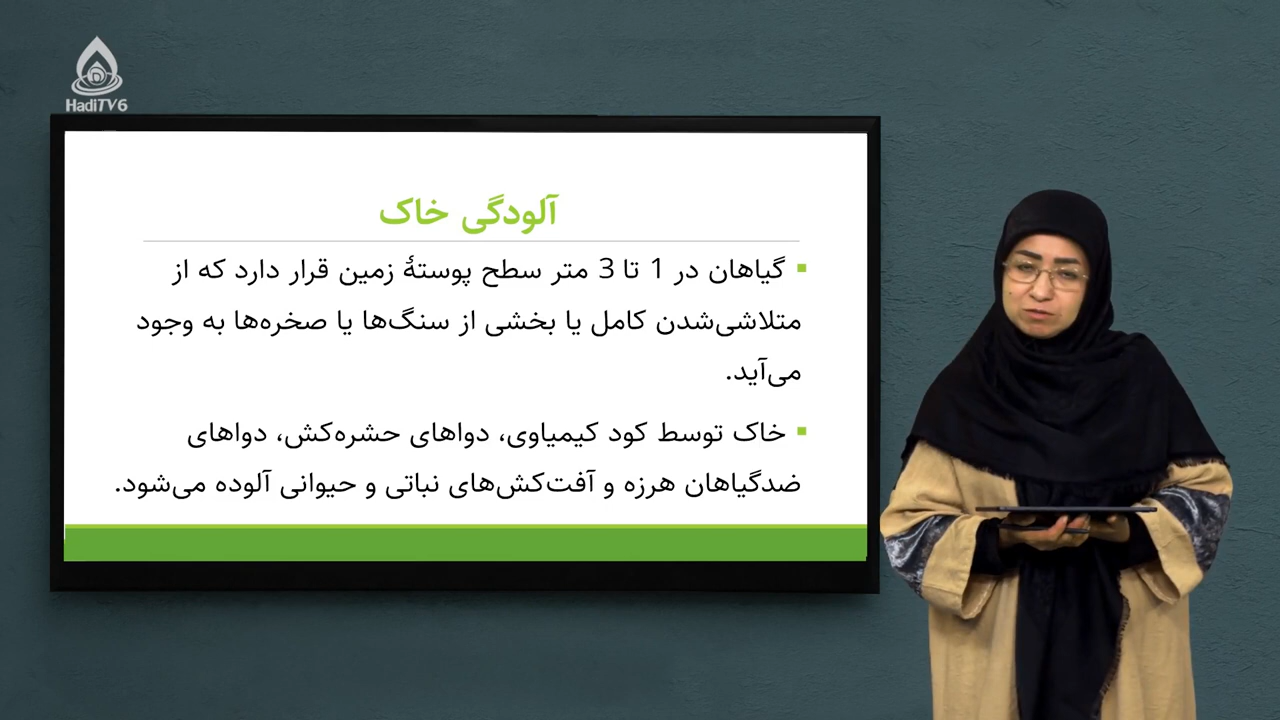 HadiTV6
آلودگی خاک
▪ گیاهان در 1 تا 3 متر سطح پوستهٔ زمین قرار دارد که از
متلاشی‌شدن کامل یا بخشی از سنگ‌ها یا صخره‌ها به وجود
می‌آید.
▪ خاک توسط کود کیمیاوی، دواهای حشره‌کش، دواهای
ضدگیاهان هرزه و آفت‌کش‌های نباتی و حیوانی آلوده می‌شود.